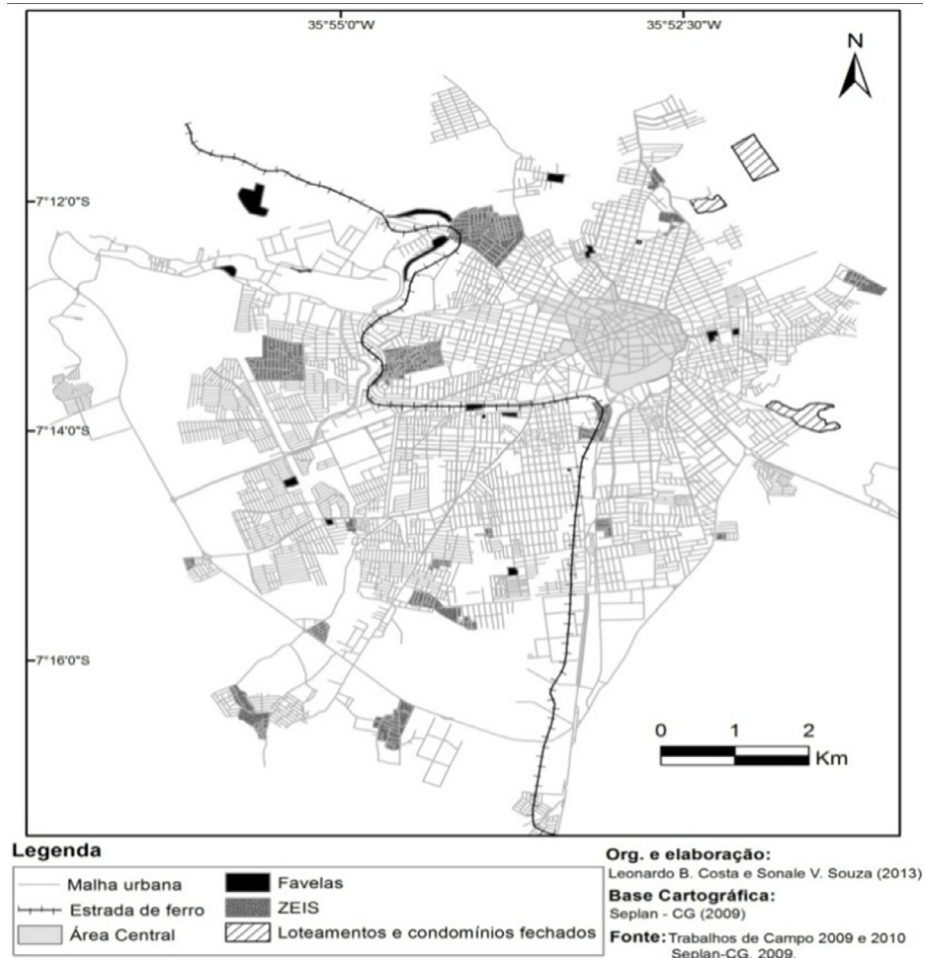 35°55'0"W 35°52'30"W
N
7°12'0"S
7°14'0"S
7°16'0"S
0 1 2
Km
Legenda
Malha urbana
Estrada de ferro
Área Central
Favelas
ZEIS
Loteamentos e condomínios fechados
Org. e elaboração:
Leonardo B. Costa e Sonale V. Souza (2013)
Base Cartográfica:
Seplan - CG (2009)
Fonte: Trabalhos de Campo 2009 e 2010
Seplan-CG, 2009.